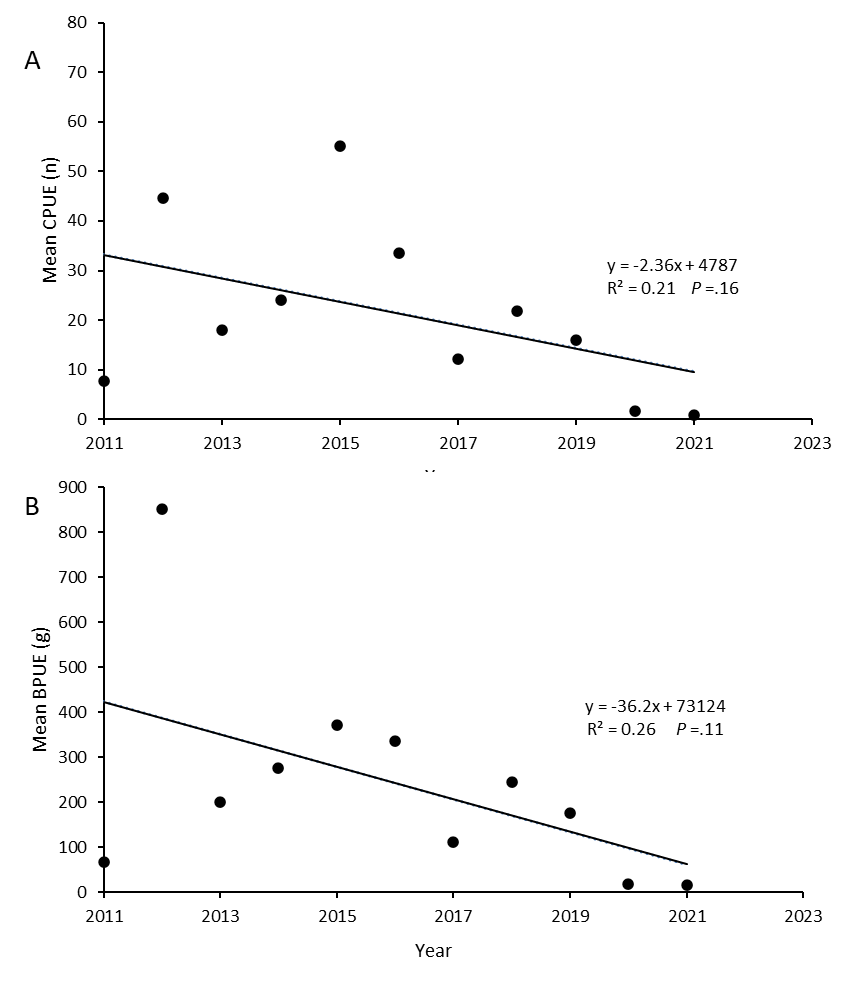 80
A
70
60
50
Mean CPUE (n)
40
30
20
10
0
y = -2.36x + 4787
R² = 0.21 P =.16
2011 2013 2015 2017 2019 2021 2023
900
B
800
700
600
500
Mean BPUE (g)
400
300
200
100
0
y = -36.2x + 73124
R² = 0.26 P =.11
2011 2013 2015 2017 2019 2021 2023
Year